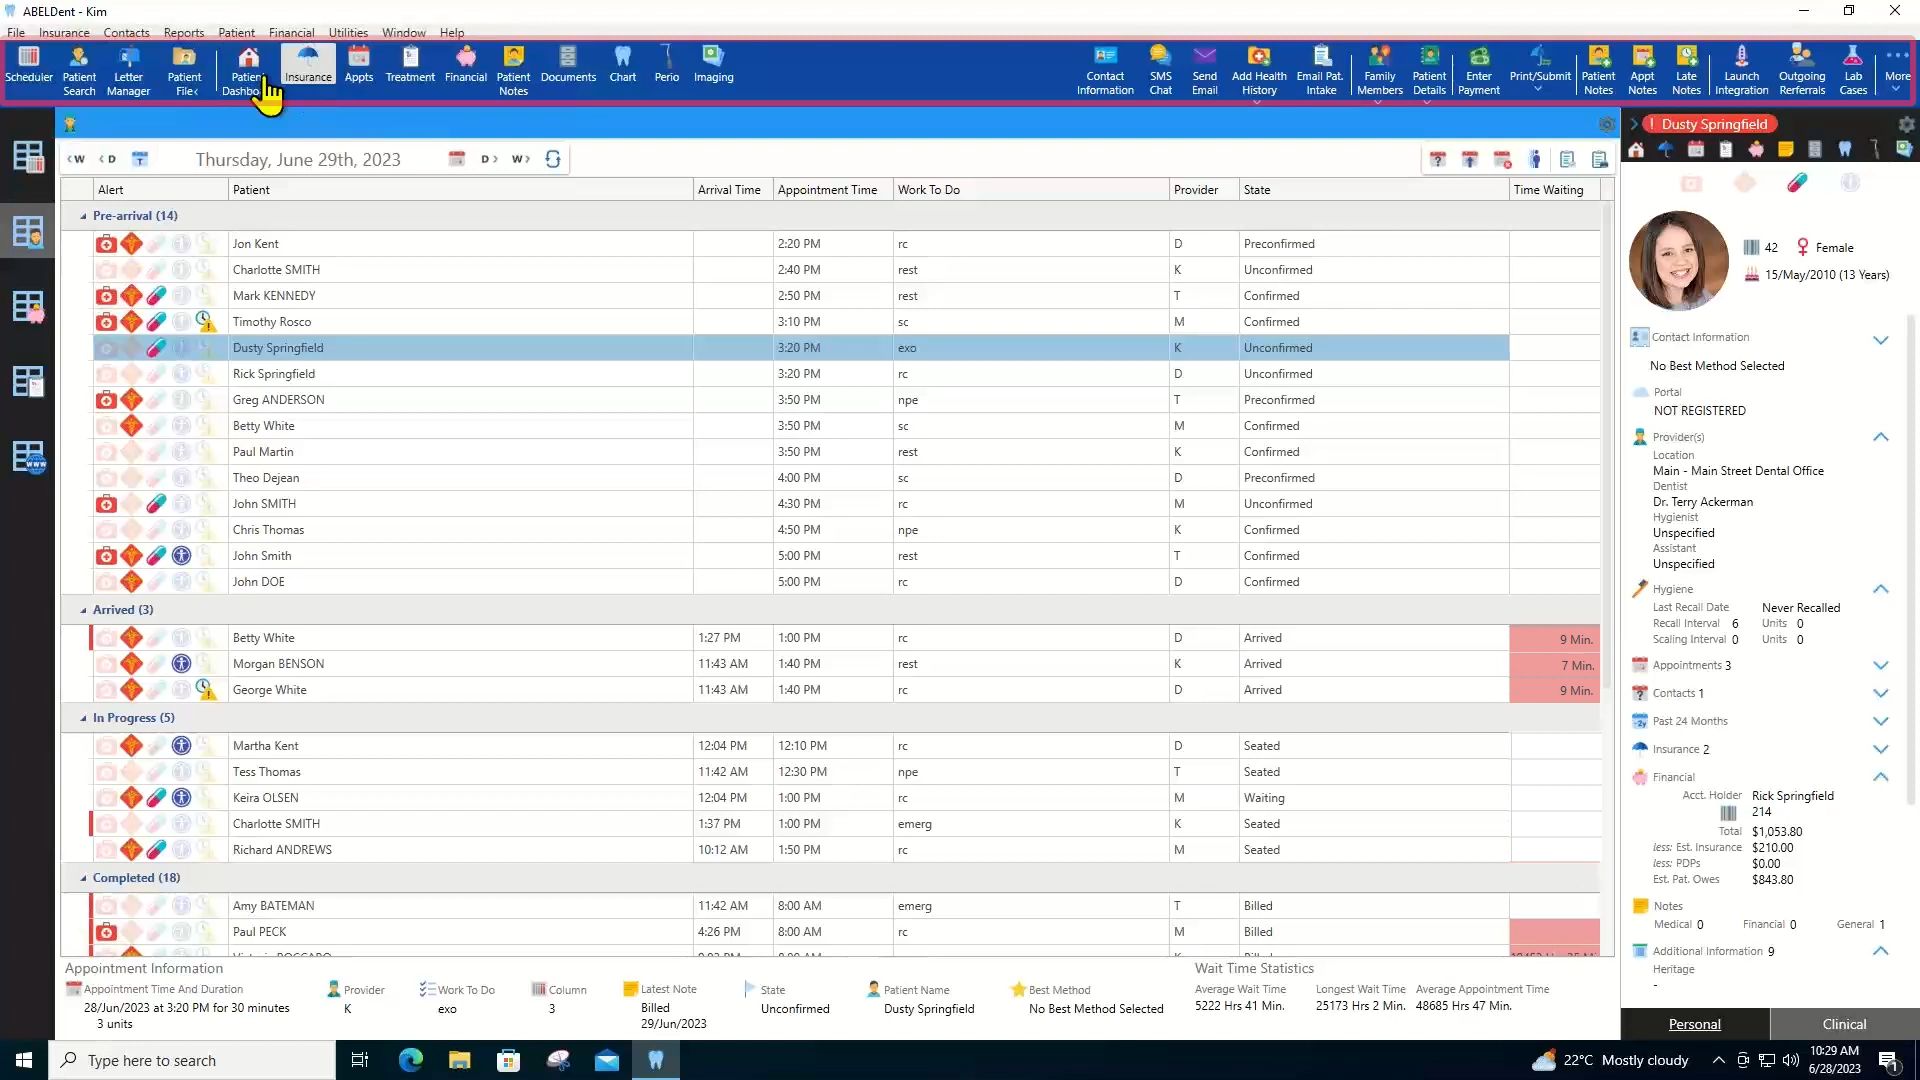 ABELDent - Kim
File Insurance Contacts Reports Patient Financial Utilities Window Help
Scheduler
Patient Search
Letter Manager
Patient File<
Patient Dashbo
Insurance
Appts
Treatment
Financial
Patient Notes
Documents
Chart
Perio
Imaging
Contact Information
SMS Chat
Send Email
Add Health History
Email Pat. Intake
Family Members
Patient Details
Enter Payment
Print/Submit
Patient Notes
Appt Notes
Late Notes
Launch Integration
Outgoing Referrals
Lab Cases
More
<W <D T Thursday, June 29th, 2023 D> W>
Alert Patient Arrival Time Appointment Time Work To Do Provider State Time Waiting
Pre-arrival (14)
Jon Kent 2:20 PM rc D Preconfirmed
Charlotte SMITH 2:40 PM rest K Unconfirmed
Mark KENNEDY 2:50 PM rest T Confirmed
Timothy Rosco 3:10 PM sc M Confirmed
Dusty Springfield 3:20 PM exo K Unconfirmed
Rick Springfield 3:20 PM rc D Unconfirmed
Greg ANDERSON 3:50 PM npe T Preconfirmed
Betty White 3:50 PM sc M Confirmed
Paul Martin 3:50 PM rest K Confirmed
Theo Dejean 4:00 PM sc D Preconfirmed
John SMITH 4:30 PM rc M Unconfirmed
Chris Thomas 4:50 PM npe K Confirmed
John Smith 5:00 PM rest T Confirmed
John DOE 5:00 PM rc D Confirmed
Arrived (3)
Betty White 1:27 PM 1:00 PM rc D Arrived 9 Min.
Morgan BENSON 11:43 AM 1:40 PM rest K Arrived 7 Min.
George White 11:43 AM 1:40 PM rc D Arrived 9 Min.
In Progress (5)
Martha Kent 12:04 PM 12:10 PM rc D Seated
Tess Thomas 11:42 AM 12:30 PM npe T Seated
Keira OLSEN 12:04 PM 1:00 PM rc M Waiting
Charlotte SMITH 1:37 PM 1:00 PM emerg K Seated
Richard ANDREWS 10:12 AM 1:50 PM rc M Seated
Completed (18)
Amy BATEMAN 11:42 AM 8:00 AM emerg T Billed
Paul PECK 4:26 PM 8:00 AM rc M Billed
Appointment Information
Appointment Time And Duration
28/Jun/2023 at 3:20 PM for 30 minutes
3 units
Provider
K
Work To Do
exo
Column
3
Latest Note
Billed
29/Jun/2023
State
Unconfirmed
Patient Name
Dusty Springfield
Best Method
No Best Method Selected
Wait Time Statistics
Average Wait Time Longest Wait Time Average Appointment Time
5222 Hrs 41 Min. 25173 Hrs 2 Min. 48685 Hrs 47 Min.
! Dusty Springfield
42 Female
15/May/2010 (13 Years)
Contact Information
No Best Method Selected
Portal
NOT REGISTERED
Provider(s)
Location
Main - Main Street Dental Office
Dentist
Dr. Terry Ackerman
Hygienist
Unspecified
Assistant
Unspecified
Hygiene
Last Recall Date Never Recalled
Recall Interval 6 Units 0
Scaling Interval 0 Units 0
Appointments 3
Contacts 1
Past 24 Months
Insurance 2
Financial
Acct. Holder Rick Springfield
214
Total $1,053.80
less: Est. Insurance $210.00
less: PDPs $0.00
Est. Pat. Owes $843.80
Notes
Medical 0 Financial 0 General 1
Additional Information 9
Heritage
-
Personal Clinical
Type here to search
22°C Mostly cloudy
10:29 AM
6/28/2023
1